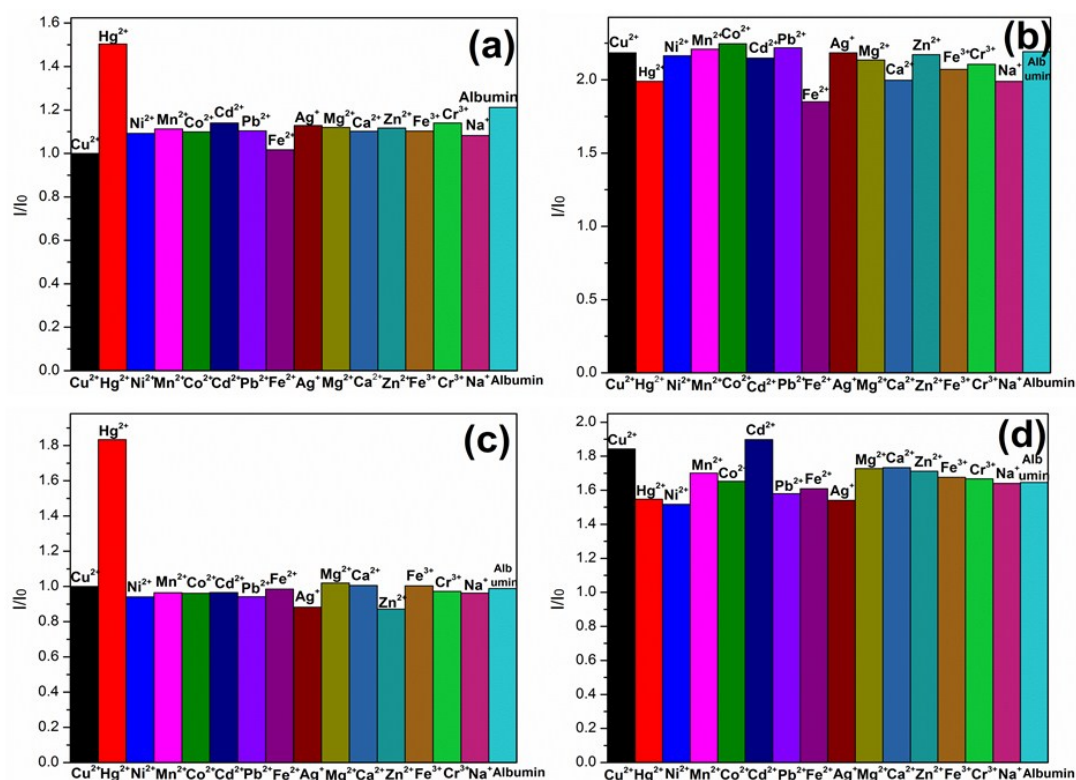 (a)
I/I₀
1.6
1.4
1.2
1.0
0.8
0.6
0.4
0.2
0.0
Cu²⁺ Hg²⁺ Ni²⁺ Mn²⁺ Co²⁺ Cd²⁺ Pb²⁺ Fe²⁺ Ag⁺ Mg²⁺ Ca²⁺ Zn²⁺ Fe³⁺ Cr³⁺ Na⁺ Albumin
Cu²⁺ Hg²⁺ Ni²⁺ Mn²⁺ Co²⁺ Cd²⁺ Pb²⁺ Fe²⁺ Ag⁺ Mg²⁺ Ca²⁺ Zn²⁺ Fe³⁺ Cr³⁺ Na⁺ Albumin
(b)
I/I₀
2.0
1.5
1.0
0.5
0.0
Cu²⁺ Hg²⁺ Ni²⁺ Mn²⁺ Co²⁺ Cd²⁺ Pb²⁺ Fe²⁺ Ag⁺ Mg²⁺ Ca²⁺ Zn²⁺ Fe³⁺ Cr³⁺ Na⁺ Alb
umin
Cu²⁺ Hg²⁺ Ni²⁺ Mn²⁺ Co²⁺ Cd²⁺ Pb²⁺ Fe²⁺ Ag⁺ Mg²⁺ Ca²⁺ Zn²⁺ Fe³⁺ Cr³⁺ Na⁺ Albumin
(c)
I/I₀
1.8
1.6
1.4
1.2
1.0
0.8
0.6
0.4
0.2
0.0
Cu²⁺ Hg²⁺ Ni²⁺ Mn²⁺ Co²⁺ Cd²⁺ Pb²⁺ Fe²⁺ Ag⁺ Mg²⁺ Ca²⁺ Zn²⁺ Fe³⁺ Cr³⁺ Na⁺ Alb
umin
Cu²⁺ Hg²⁺ Ni²⁺ Mn²⁺ Co²⁺ Cd²⁺ Pb²⁺ Fe²⁺ Ag⁺ Mg²⁺ Ca²⁺ Zn²⁺ Fe³⁺ Cr³⁺ Na⁺ Albumin
(d)
I/I₀
2.0
1.8
1.6
1.4
1.2
1.0
0.8
0.6
0.4
0.2
0.0
Cu²⁺ Hg²⁺ Ni²⁺ Mn²⁺ Co²⁺ Cd²⁺ Pb²⁺ Fe²⁺ Ag⁺ Mg²⁺ Ca²⁺ Zn²⁺ Fe³⁺ Cr³⁺ Na⁺ Alb
umin
Cu²⁺ Hg²⁺ Ni²⁺ Mn²⁺ Co²⁺ Cd²⁺ Pb²⁺ Fe²⁺ Ag⁺ Mg²⁺ Ca²⁺ Zn²⁺ Fe³⁺ Cr³⁺ Na⁺ Albumin